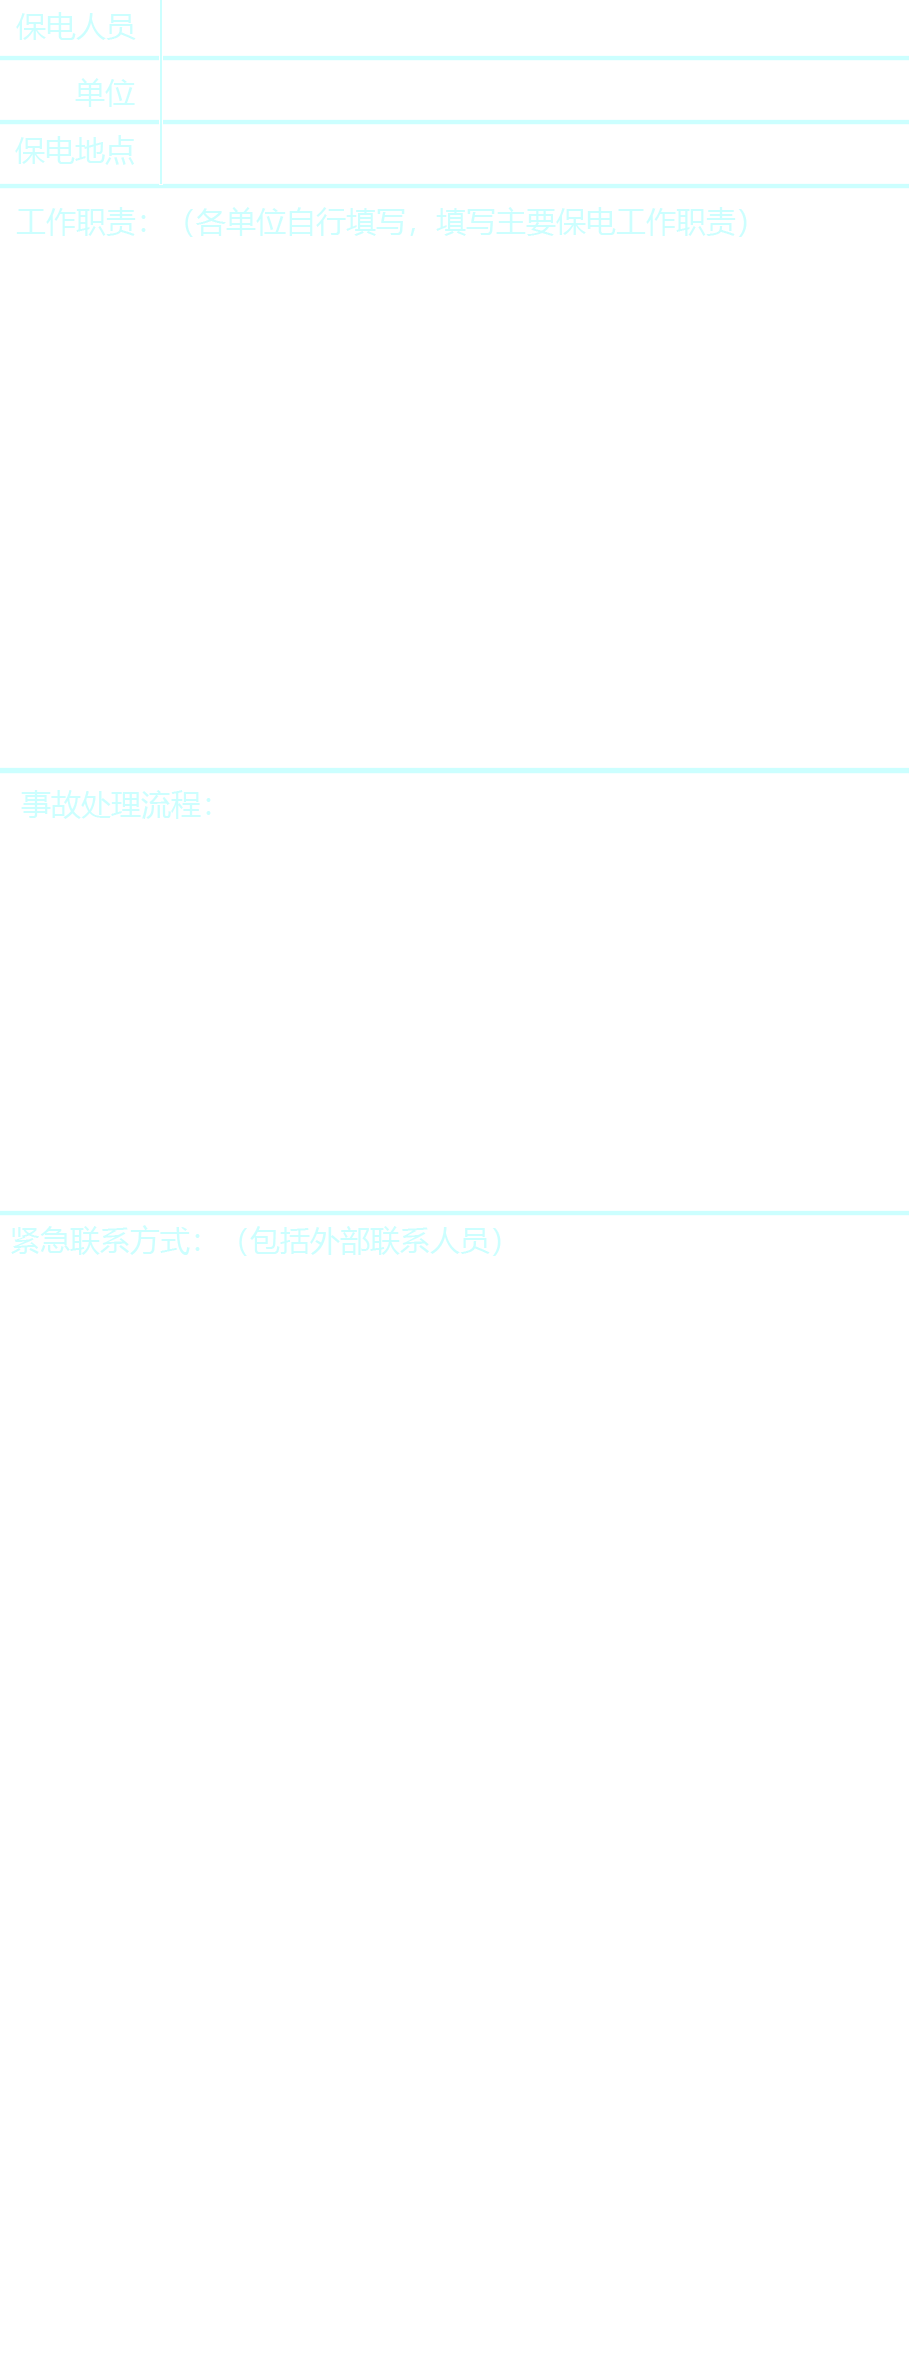 保电人员
单位
保电地点
工作职责：（各单位自行填写，填写主要保电工作职责）
事故处理流程：
紧急联系方式：（包括外部联系人员）